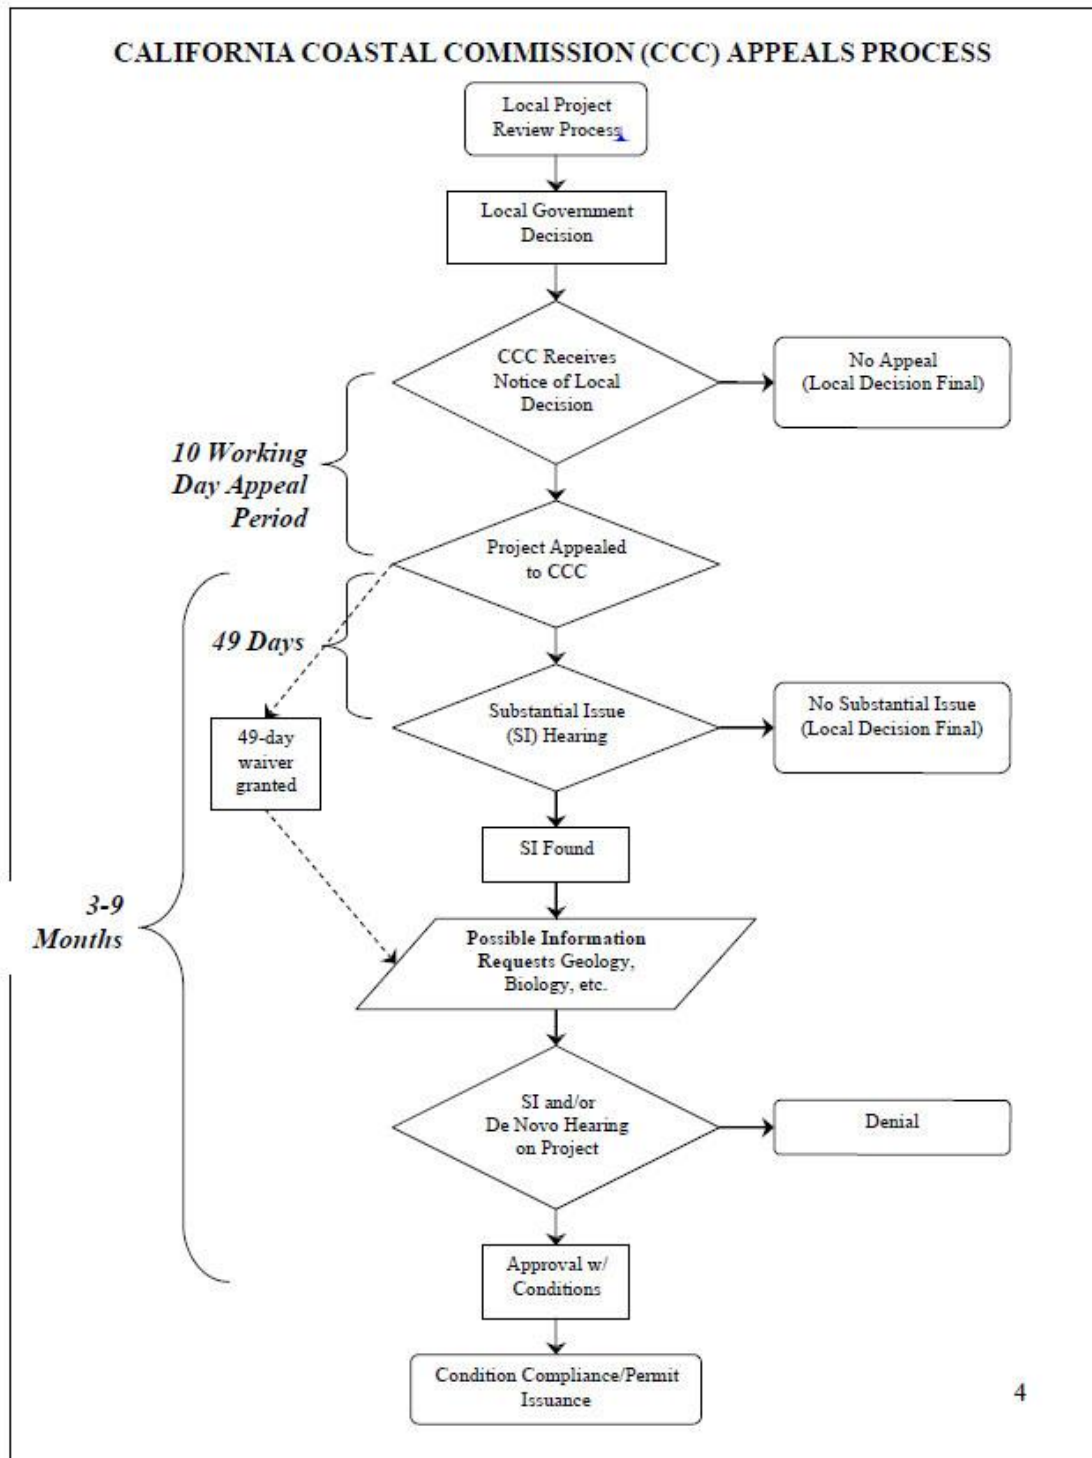 CALIFORNIA COASTAL COMMISSION (CCC) APPEALS PROCESS
Local Project
Review Process
Local Government
Decision
CCC Receives
Notice of Local
Decision
No Appeal
(Local Decision Final)
10 Working
Day Appeal
Period
Project Appealed
to CCC
49 Days
Substantial Issue
(SI) Hearing
No Substantial Issue
(Local Decision Final)
49-day
waiver
granted
SI Found
3-9
Months
Possible Information
Requests Geology,
Biology, etc.
SI and/or
De Novo Hearing
on Project
Denial
Approval w/
Conditions
Condition Compliance/Permit
Issuance
4